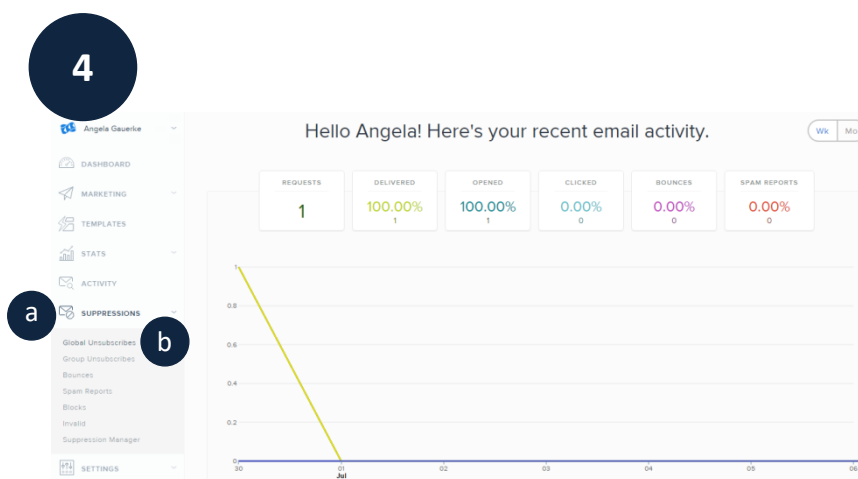 4
Angela Gauerke
Hello Angela! Here's your recent email activity.
Wk Mo
DASHBOARD
MARKETING
TEMPLATES
STATS
ACTIVITY
a
SUPPRESSIONS
b
Global Unsubscribes
Group Unsubscribes
Bounces
Spam Reports
Blocks
Invalid
Suppression Manager
SETTINGS
REQUESTS
1
DELIVERED
100.00%
1
OPENED
100.00%
1
CLICKED
0.00%
0
BOUNCES
0.00%
0
SPAM REPORTS
0.00%
0
1
0.8
0.6
0.4
0.2
0
30 01 02 03 04 05 06
Jul